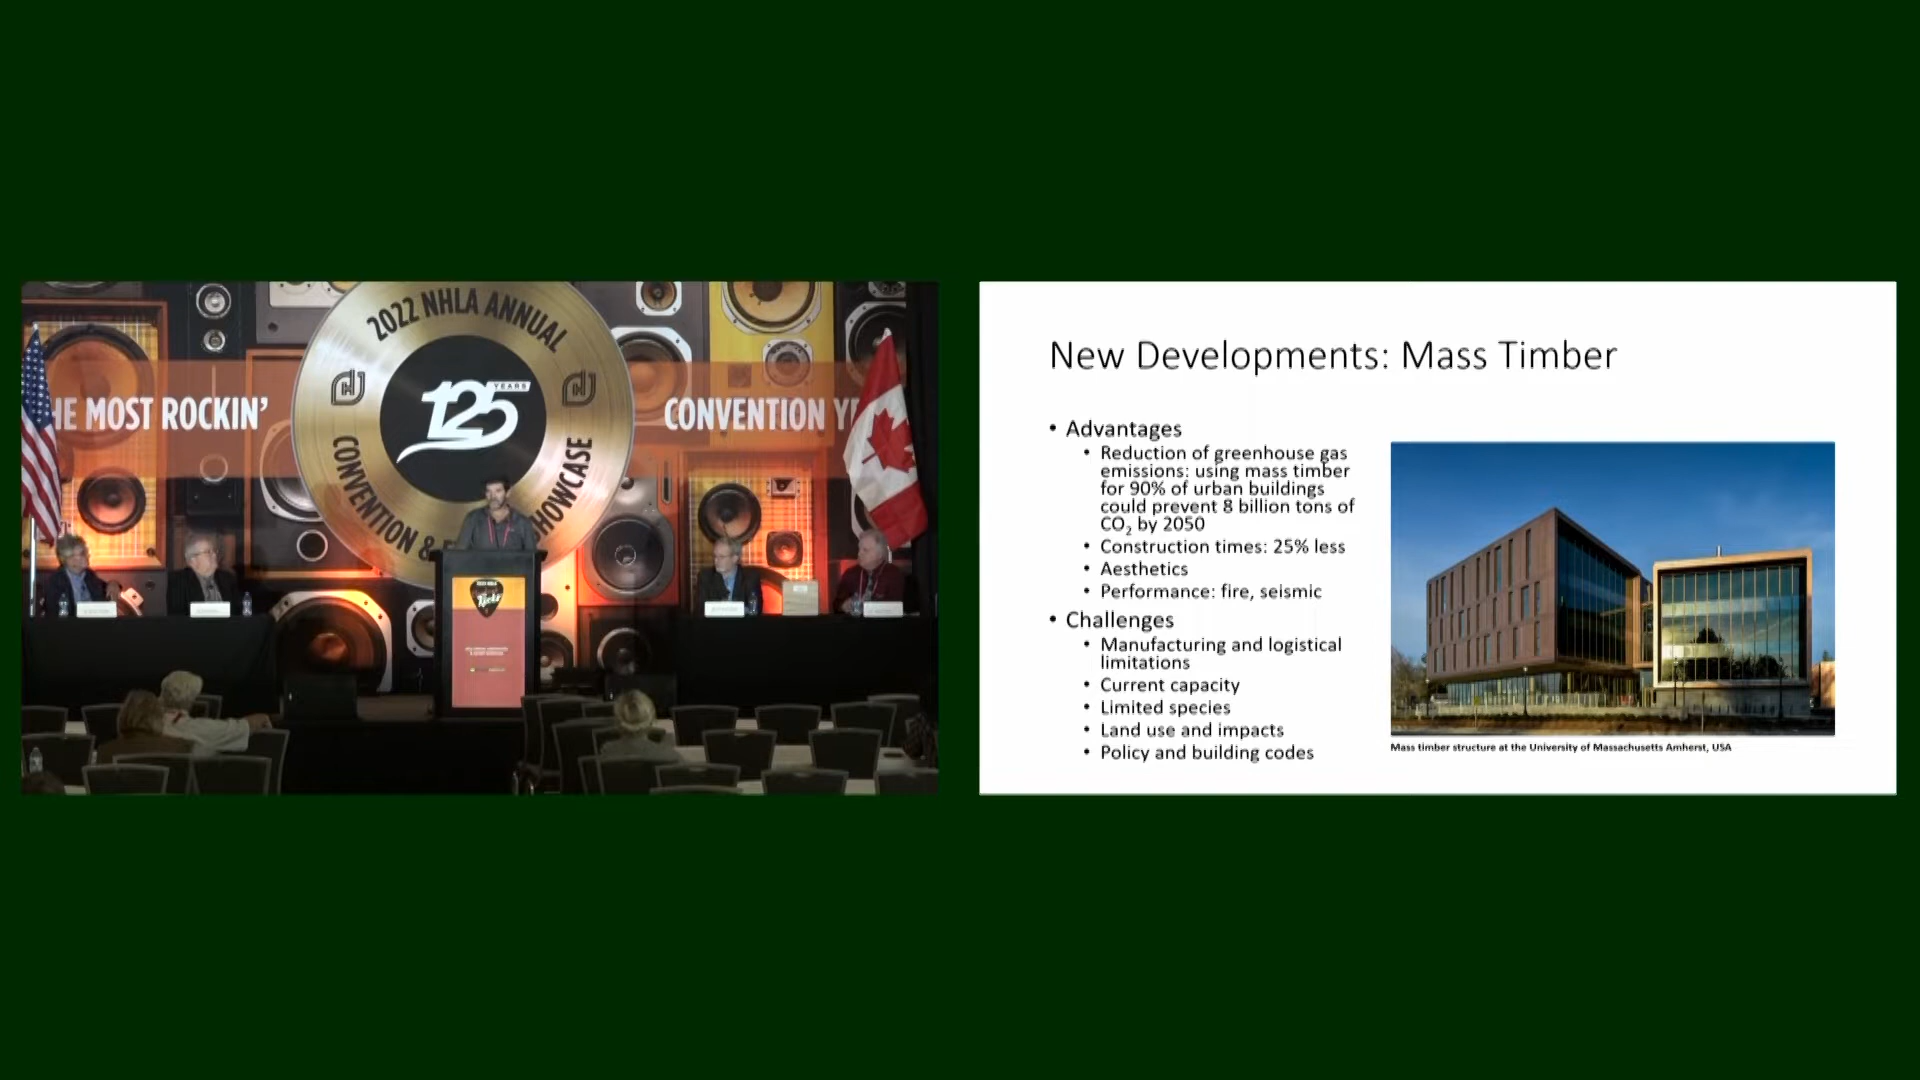 2022 NHLA ANNUAL
HE MOST ROCKIN'
125
YEARS
CONVENTION Y
CONVENTION &
SHOWCASE
New Developments: Mass Timber
• Advantages
• Reduction of greenhouse gas
emissions: using mass timber
for 90% of urban buildings
could prevent 8 billion tons of
CO₂ by 2050
• Construction times: 25% less
• Aesthetics
• Performance: fire, seismic
• Challenges
• Manufacturing and logistical
limitations
• Current capacity
• Limited species
• Land use and impacts
• Policy and building codes
Mass timber structure at the University of Massachusetts Amherst, USA